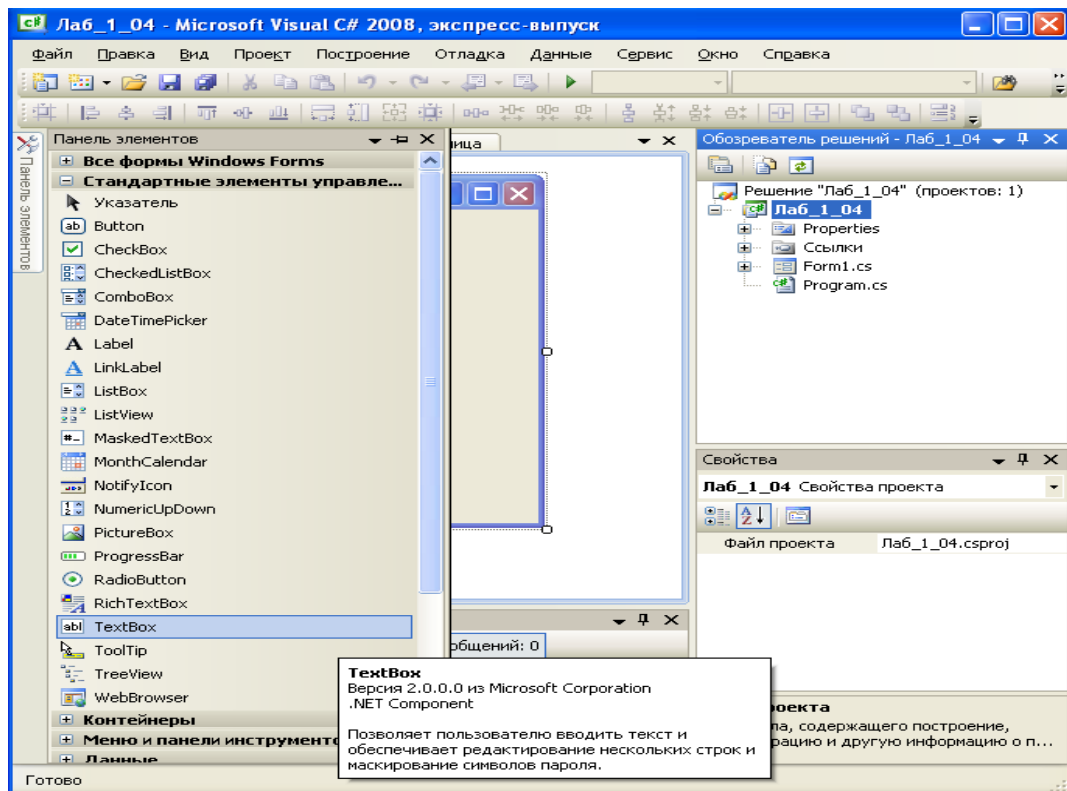 Лаб_1_04 - Microsoft Visual C# 2008, экспресс-выпуск
Файл Правка Вид Проект Построение Отладка Данные Сервис Окно Справка
Панель элементов
Панель элементов
Все формы Windows Forms
Стандартные элементы управле...
Указатель
Button
CheckBox
CheckedListBox
ComboBox
DateTimePicker
Label
LinkLabel
ListBox
ListView
MaskedTextBox
MonthCalendar
NotifyIcon
NumericUpDown
PictureBox
ProgressBar
RadioButton
RichTextBox
TextBox
ToolTip
TreeView
WebBrowser
Контейнеры
Меню и панели инструменто
Данные
ница
общений: 0
TextBox
Версия 2.0.0.0 из Microsoft Corporation
.NET Component
Позволяет пользователю вводить текст и
обеспечивает редактирование нескольких строк и
маскирование символов пароля.
Обозреватель решений - Лаб_1_04
Решение "Лаб_1_04" (проектов: 1)
Лаб_1_04
Properties
Ссылки
Form1.cs
Program.cs
Свойства
Лаб_1_04 Свойства проекта
Файл проекта Лаб_1_04.csproj
роекта
ла, содержащего построение,
рацию и другую информацию о п...
Готово